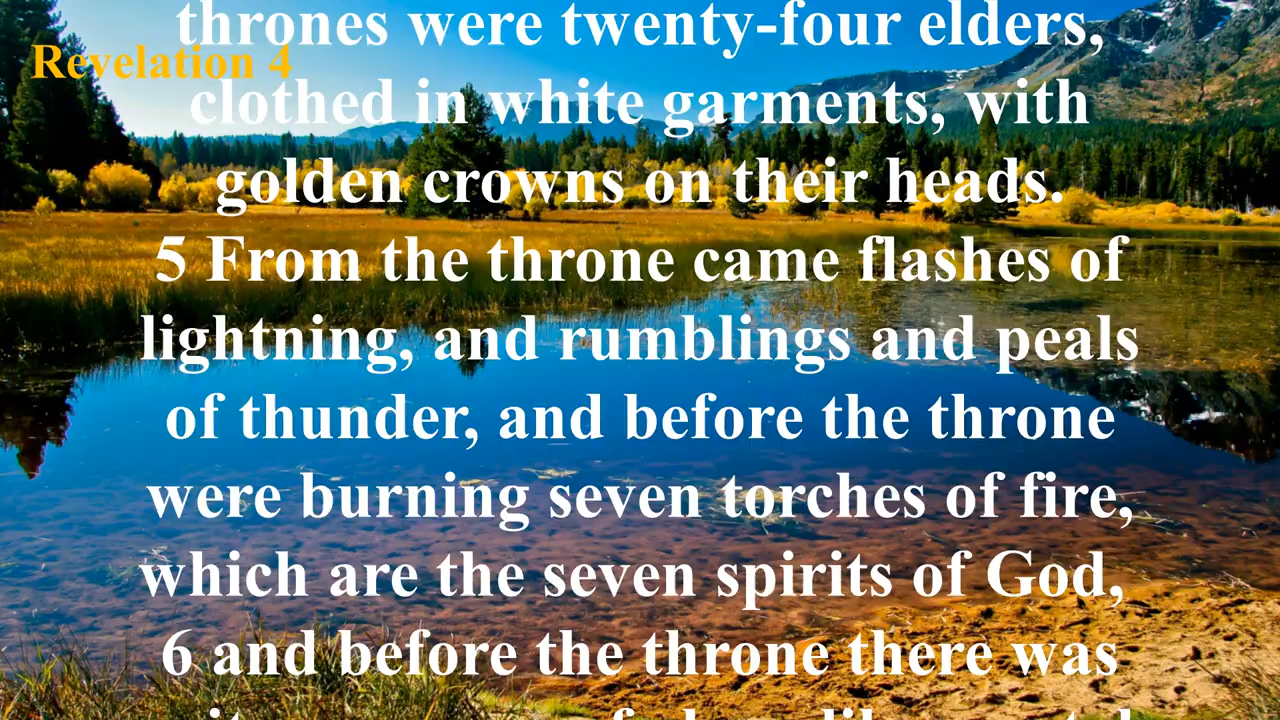 thrones were twenty-four elders,
Revelation 4
clothed in white garments, with
golden crowns on their heads.
5 From the throne came flashes of
lightning, and rumblings and peals
of thunder, and before the throne
were burning seven torches of fire,
which are the seven spirits of God,
6 and before the throne there was